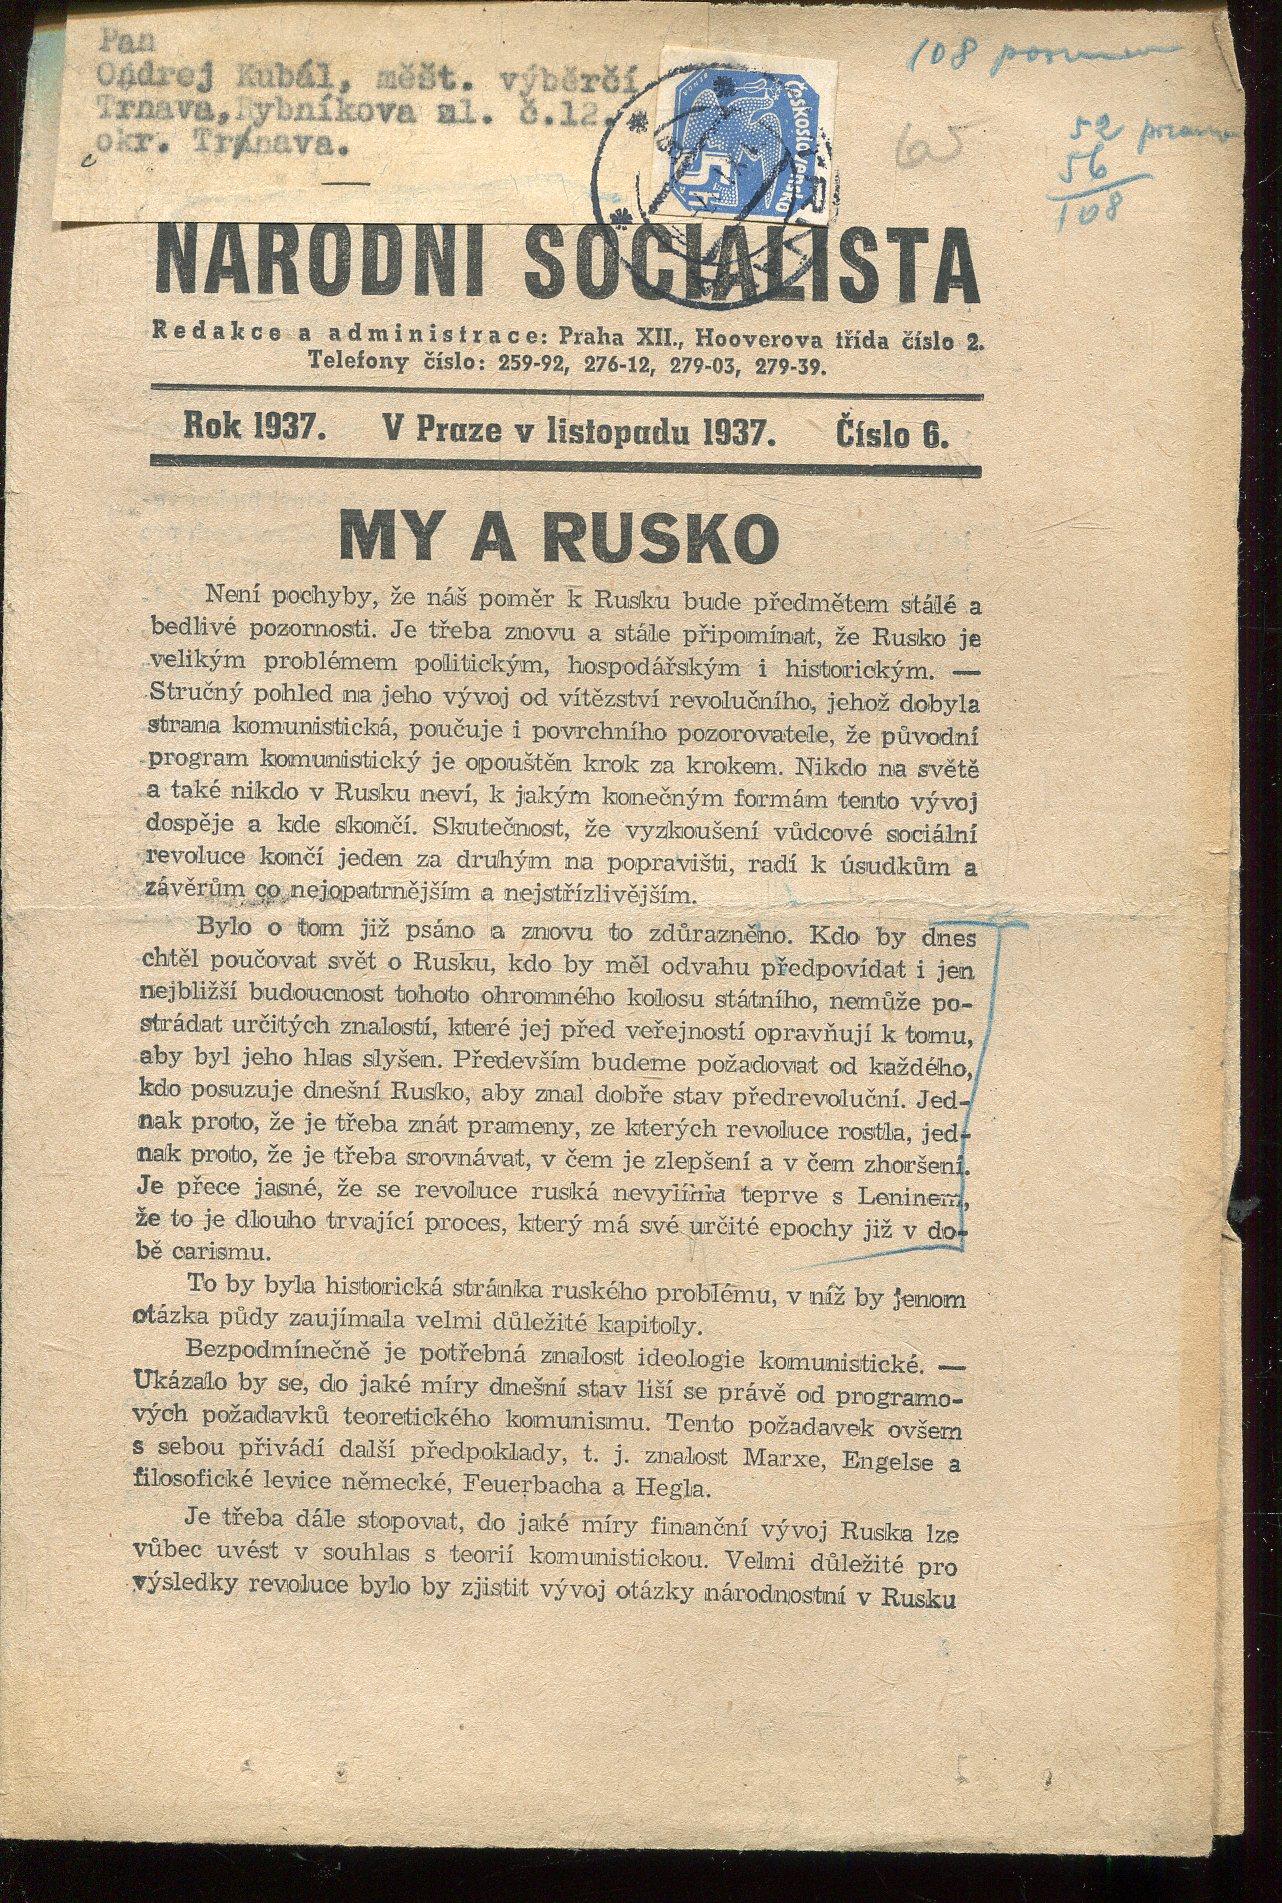 Pan
Ondrej Kubál, měšt. výběrčí
Trnava, Rybníkova ul. č.12.
okr. Trnava.
Československo
108
52
56
108
NÁRODNÍ SOCIALISTA
Redakce a administrace: Praha XII., Hooverova třída číslo 2.
Telefony číslo: 259-92, 276-12, 279-03, 279-39.
Rok 1937. V Praze v listopadu 1937. Číslo 6.
MY A RUSKO
Není pochyby, že náš poměr k Rusku bude předmětem stálé a
bedlivé pozornosti. Je třeba znovu a stále připomínat, že Rusko je
velikým problémem politickým, hospodářským i historickým. —
Stručný pohled na jeho vývoj od vítězství revolučního, jehož dobyla
strana komunistická, poučuje i povrchního pozorovatele, že původní
program komunistický je opouštěn krok za krokem. Nikdo na světě
a také nikdo v Rusku neví, k jakým konečným formám tento vývoj
dospěje a kde skončí. Skutečnost, že vyzkoušení vůdcové sociální
revoluce končí jeden za druhým na popravišti, radí k úsudkům a
závěrům co nejopatrnějším a nejstřízlivějším.
Bylo o tom již psáno a znovu to zdůrazněno. Kdo by dnes
chtěl poučovat svět o Rusku, kdo by měl odvahu předpovídat i jen
nejbližší budoucnost tohoto ohromného kolosu státního, nemůže po-
strádat určitých znalostí, které jej před veřejností opravňují k tomu,
aby byl jeho hlas slyšen. Především budeme požadovat od každého,
kdo posuzuje dnešní Rusko, aby znal dobře stav předrevoluční. Jed-
nak proto, že je třeba znát prameny, ze kterých revoluce rostla, jed-
nak proto, že je třeba srovnávat, v čem je zlepšení a v čem zhoršení.
Je přece jasné, že se revoluce ruská teprve s Leninem,
že to je dlouho trvající proces, který má své určité epochy již v do-
bě carismu.
To by byla historická stránka ruského problému, v níž by jenom
otázka půdy zaujímala velmi důležité kapitoly.
Bezpodmínečně je potřebná znalost ideologie komunistické. —
Ukázalo by se, do jaké míry dnešní stav liší se právě od programo-
vých požadavků teoretického komunismu. Tento požadavek ovšem
s sebou přivádí další předpoklady, t. j. znalost Marxe, Engelse a
filosofické levice německé, Feuerbacha a Hegla.
Je třeba dále stopovat, do jaké míry finanční vývoj Ruska lze
vůbec uvést v souhlas s teorií komunistickou. Velmi důležité pro
výsledky revoluce bylo by zjistit vývoj otázky národnostní v Rusku